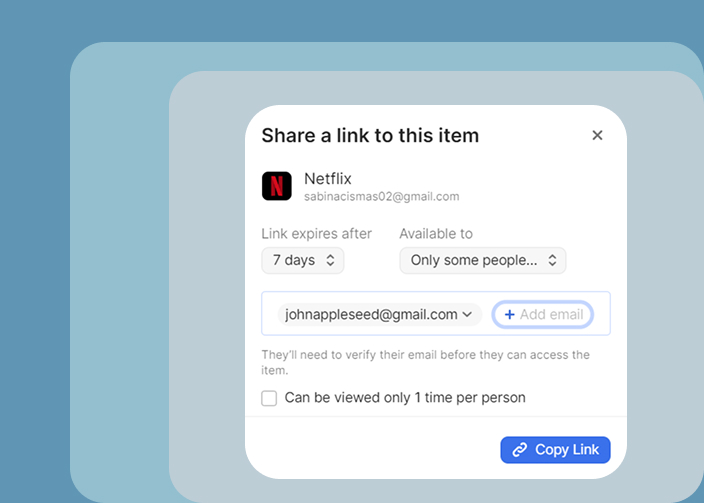 Share a link to this item
Netflix
sabinacismas02@gmail.com
Link expires after
Available to
7 days
Only some people...
johnappleseed@gmail.com
+ Add email
They'll need to verify their email before they can access the
item.
Can be viewed only 1 time per person
Copy Link